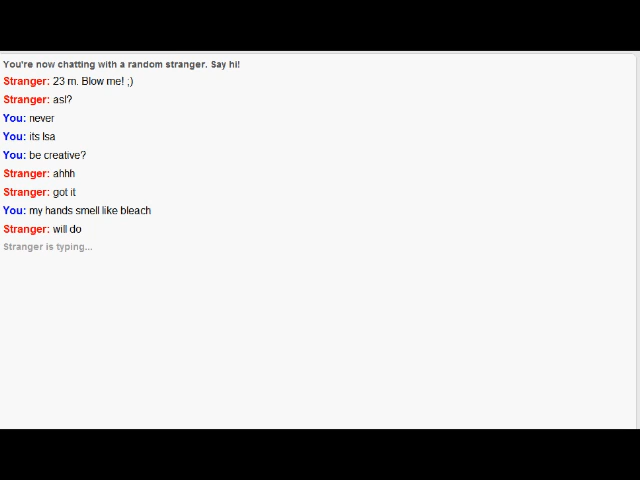 You're now chatting with a random stranger. Say hi!
Stranger: 23 m. Blow me! ;)
Stranger: asl?
You: never
You: its lsa
You: be creative?
Stranger: ahhh
Stranger: got it
You: my hands smell like bleach
Stranger: will do
Stranger is typing...